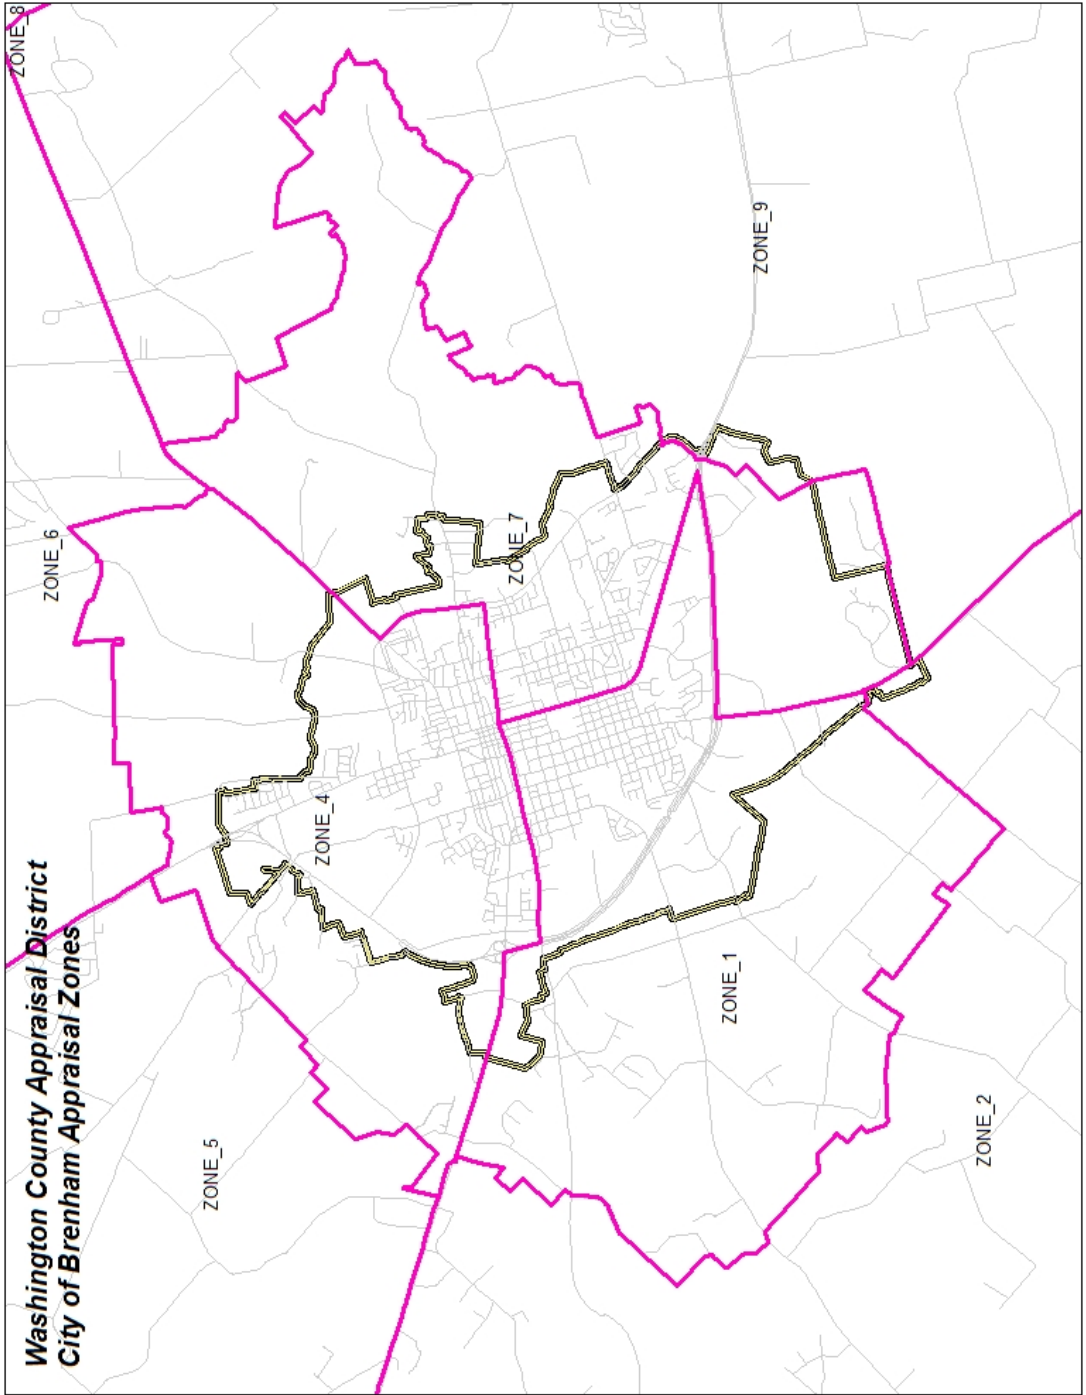 Washington County Appraisal District
City of Brenham Appraisal Zones
ZONE_8
ZONE_6
ZONE_5
ZONE_4
ZONE_7
ZONE_9
ZONE_1
ZONE_2